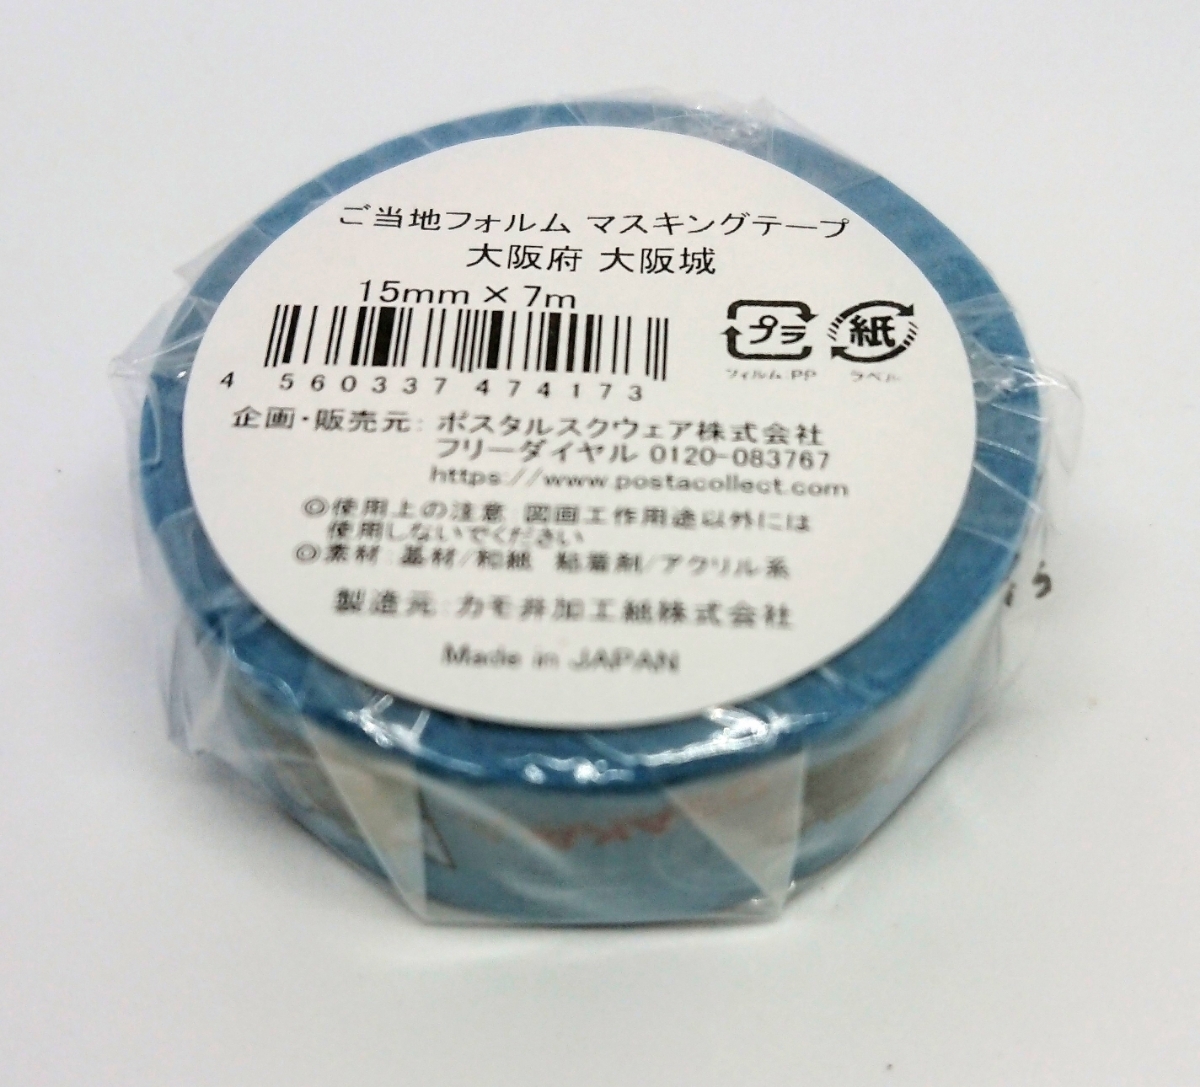 ご当地フォルム マスキングテープ
大阪府 大阪城
15mm×7m
プラ 紙
フィルム:PP ラベル
4 560337 474173
企画・販売元: ポスタルスクウェア株式会社
フリーダイヤル 0120-083767
https://www.postacollect.com
◎使用上の注意 図画工作用途以外には
使用しないでください
◎素材:基材/和紙 粘着剤/アクリル系
製造元:カモ井加工紙株式会社
Made in JAPAN